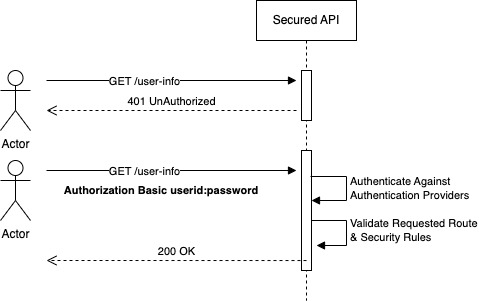 Secured API
GET /user-info
401 UnAuthorized
Actor
GET /user-info
Authorization Basic userid:password
Authenticate Against
Authentication Providers
Validate Requested Route
& Security Rules
Actor
200 OK